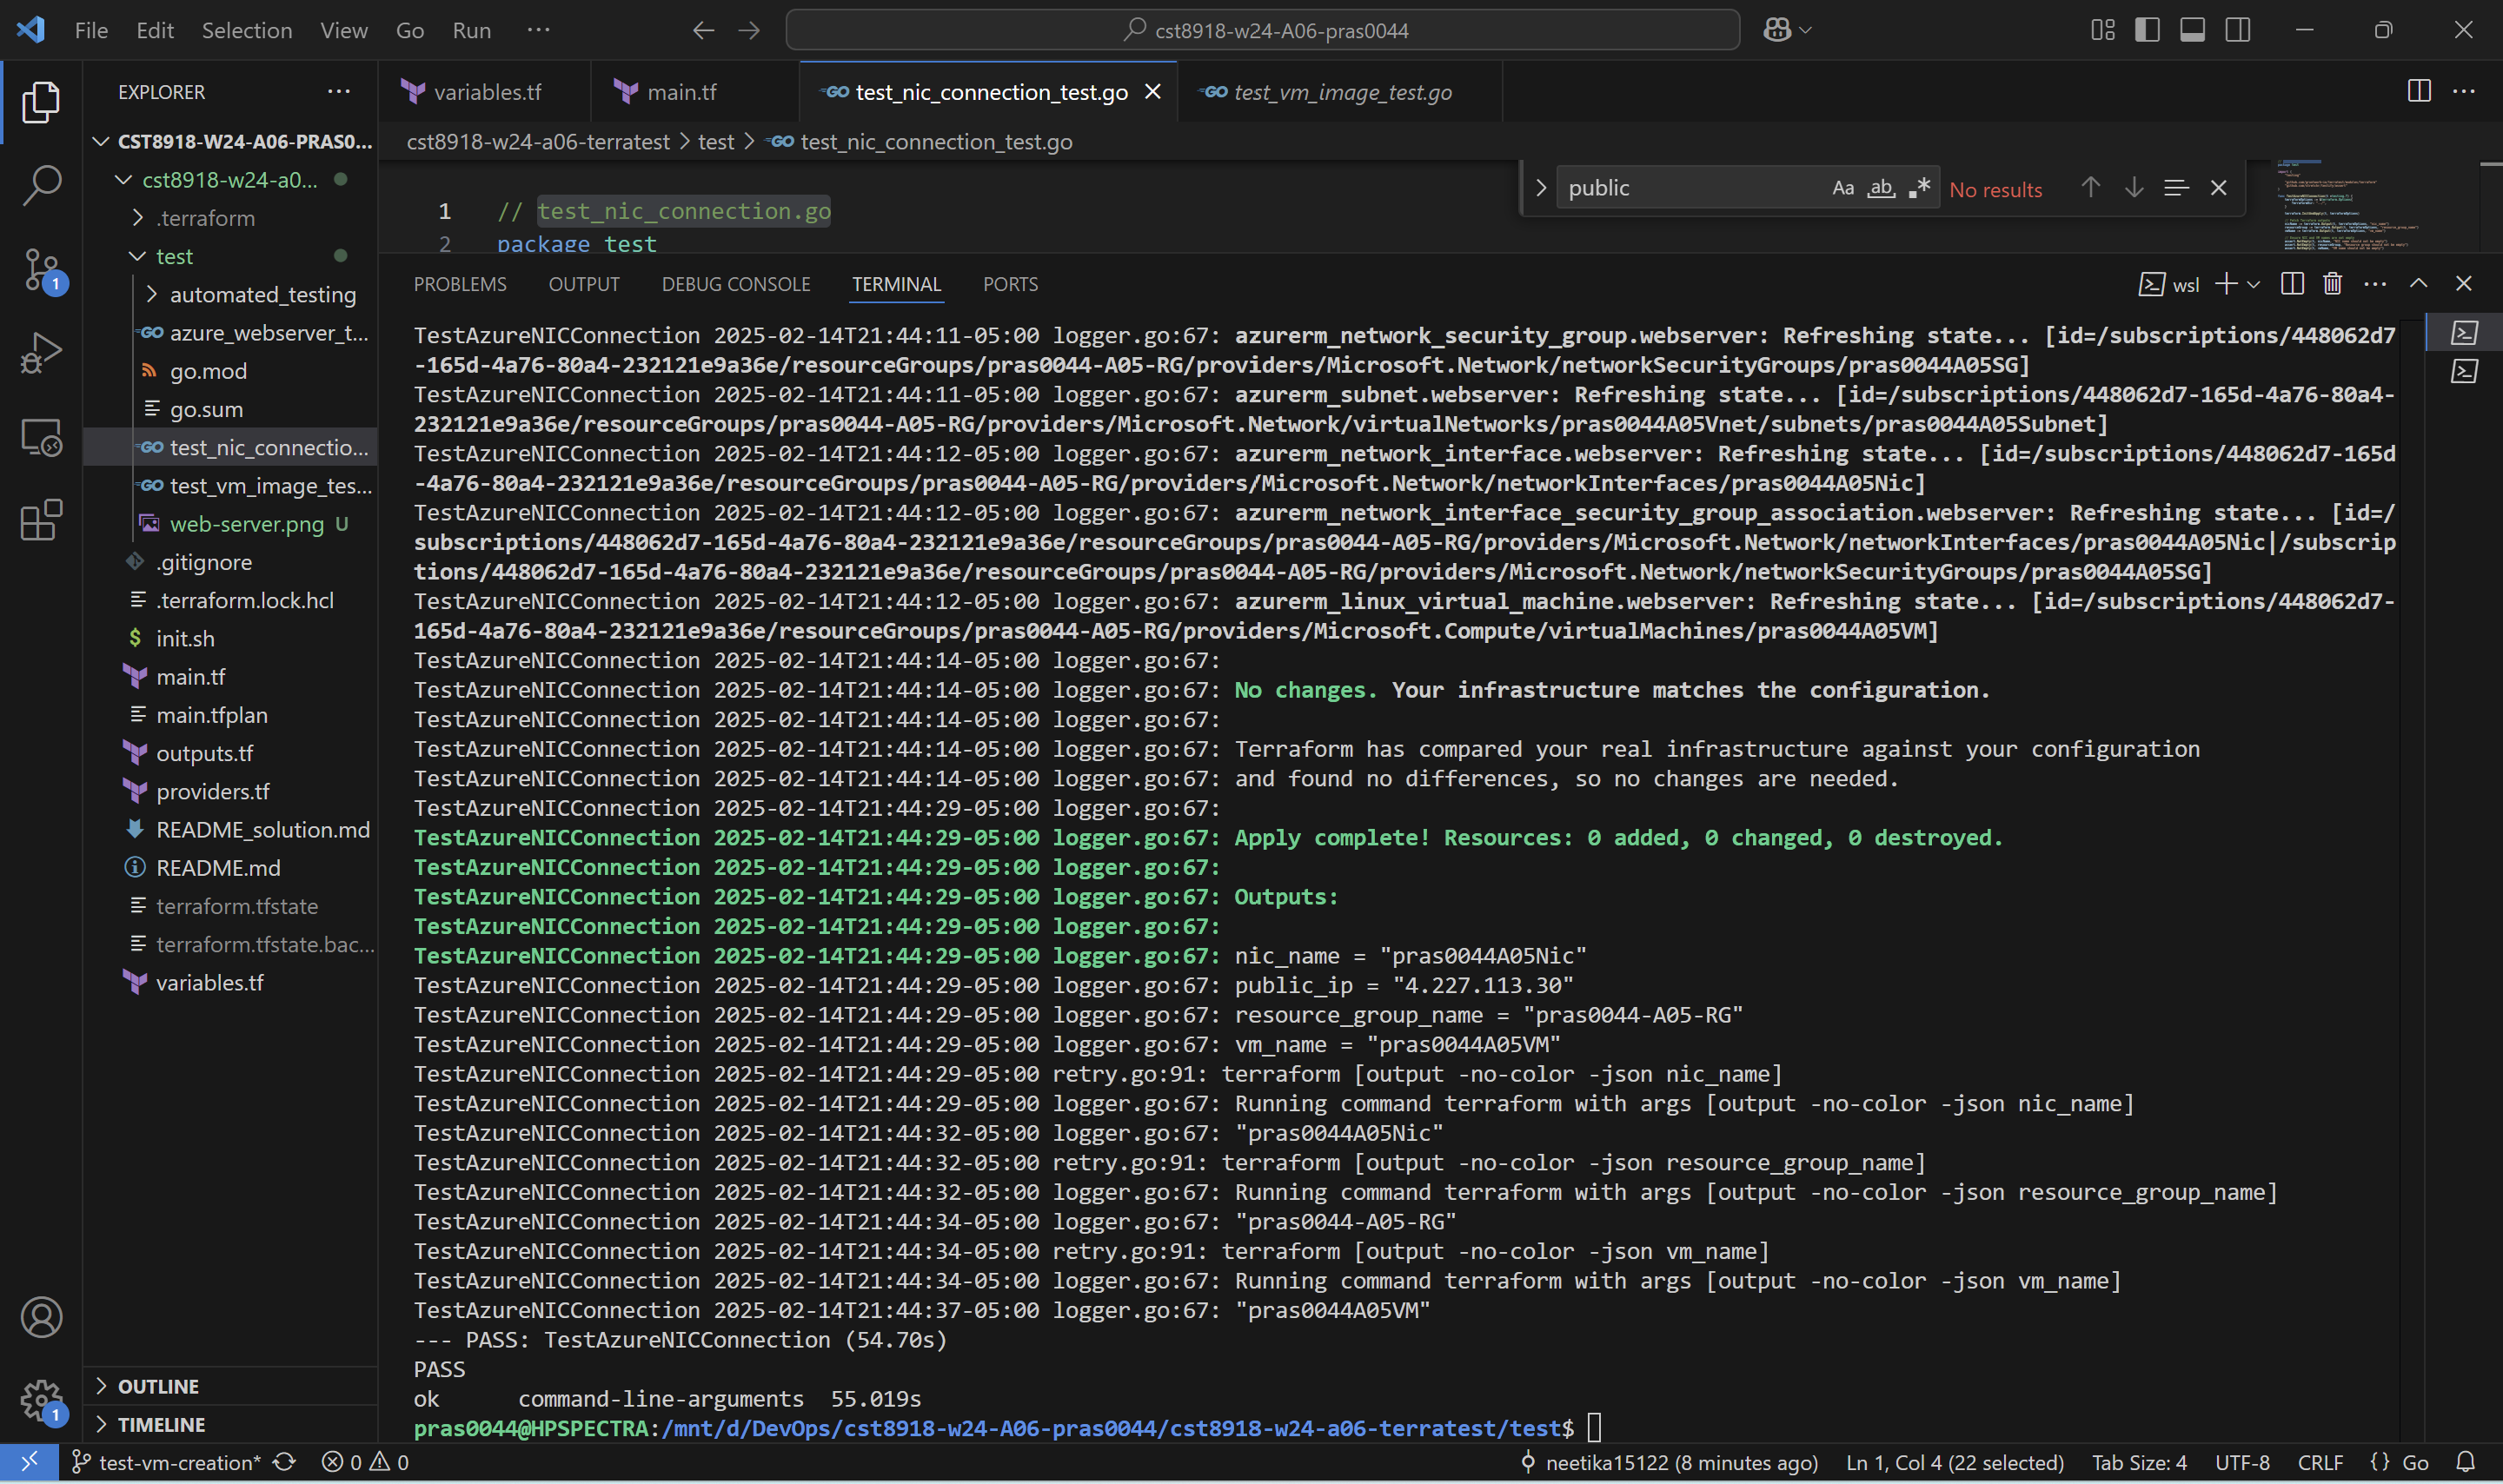 File Edit Selection View Go Run ··· cst8918-w24-A06-pras0044
EXPLORER ···
CST8918-W24-A06-PRAS0...
cst8918-w24-a0...
.terraform
test
automated_testing
GO azure_webserver_t...
go.mod
go.sum
GO test_nic_connectio...
GO test_vm_image_tes...
web-server.png U
.gitignore
.terraform.lock.hcl
$ init.sh
main.tf
main.tfplan
outputs.tf
providers.tf
README_solution.md
README.md
terraform.tfstate
terraform.tfstate.bac...
variables.tf
OUTLINE
TIMELINE
1
1
variables.tf main.tf GO test_nic_connection_test.go GO test_vm_image_test.go
cst8918-w24-a06-terratest > test > GO test_nic_connection_test.go
public Aa ab .* No results
1 // test_nic_connection.go
2 package test
PROBLEMS OUTPUT DEBUG CONSOLE TERMINAL PORTS wsl
TestAzureNICConnection 2025-02-14T21:44:11-05:00 logger.go:67: azurerm_network_security_group.webserver: Refreshing state... [id=/subscriptions/448062d7
-165d-4a76-80a4-232121e9a36e/resourceGroups/pras0044-A05-RG/providers/Microsoft.Network/networkSecurityGroups/pras0044A05SG]
TestAzureNICConnection 2025-02-14T21:44:11-05:00 logger.go:67: azurerm_subnet.webserver: Refreshing state... [id=/subscriptions/448062d7-165d-4a76-80a4-
232121e9a36e/resourceGroups/pras0044-A05-RG/providers/Microsoft.Network/virtualNetworks/pras0044A05Vnet/subnets/pras0044A05Subnet]
TestAzureNICConnection 2025-02-14T21:44:12-05:00 logger.go:67: azurerm_network_interface.webserver: Refreshing state... [id=/subscriptions/448062d7-165d
-4a76-80a4-232121e9a36e/resourceGroups/pras0044-A05-RG/providers/Microsoft.Network/networkInterfaces/pras0044A05Nic]
TestAzureNICConnection 2025-02-14T21:44:12-05:00 logger.go:67: azurerm_network_interface_security_group_association.webserver: Refreshing state... [id=/
subscriptions/448062d7-165d-4a76-80a4-232121e9a36e/resourceGroups/pras0044-A05-RG/providers/Microsoft.Network/networkInterfaces/pras0044A05Nic|/subscrip
tions/448062d7-165d-4a76-80a4-232121e9a36e/resourceGroups/pras0044-A05-RG/providers/Microsoft.Network/networkSecurityGroups/pras0044A05SG]
TestAzureNICConnection 2025-02-14T21:44:12-05:00 logger.go:67: azurerm_linux_virtual_machine.webserver: Refreshing state... [id=/subscriptions/448062d7-
165d-4a76-80a4-232121e9a36e/resourceGroups/pras0044-A05-RG/providers/Microsoft.Compute/virtualMachines/pras0044A05VM]
TestAzureNICConnection 2025-02-14T21:44:14-05:00 logger.go:67:
TestAzureNICConnection 2025-02-14T21:44:14-05:00 logger.go:67: No changes. Your infrastructure matches the configuration.
TestAzureNICConnection 2025-02-14T21:44:14-05:00 logger.go:67:
TestAzureNICConnection 2025-02-14T21:44:14-05:00 logger.go:67: Terraform has compared your real infrastructure against your configuration
TestAzureNICConnection 2025-02-14T21:44:14-05:00 logger.go:67: and found no differences, so no changes are needed.
TestAzureNICConnection 2025-02-14T21:44:29-05:00 logger.go:67:
TestAzureNICConnection 2025-02-14T21:44:29-05:00 logger.go:67: Apply complete! Resources: 0 added, 0 changed, 0 destroyed.
TestAzureNICConnection 2025-02-14T21:44:29-05:00 logger.go:67:
TestAzureNICConnection 2025-02-14T21:44:29-05:00 logger.go:67: Outputs:
TestAzureNICConnection 2025-02-14T21:44:29-05:00 logger.go:67:
TestAzureNICConnection 2025-02-14T21:44:29-05:00 logger.go:67: nic_name = "pras0044A05Nic"
TestAzureNICConnection 2025-02-14T21:44:29-05:00 logger.go:67: public_ip = "4.227.113.30"
TestAzureNICConnection 2025-02-14T21:44:29-05:00 logger.go:67: resource_group_name = "pras0044-A05-RG"
TestAzureNICConnection 2025-02-14T21:44:29-05:00 logger.go:67: vm_name = "pras0044A05VM"
TestAzureNICConnection 2025-02-14T21:44:29-05:00 retry.go:91: terraform [output -no-color -json nic_name]
TestAzureNICConnection 2025-02-14T21:44:29-05:00 logger.go:67: Running command terraform with args [output -no-color -json nic_name]
TestAzureNICConnection 2025-02-14T21:44:32-05:00 logger.go:67: "pras0044A05Nic"
TestAzureNICConnection 2025-02-14T21:44:32-05:00 retry.go:91: terraform [output -no-color -json resource_group_name]
TestAzureNICConnection 2025-02-14T21:44:32-05:00 logger.go:67: Running command terraform with args [output -no-color -json resource_group_name]
TestAzureNICConnection 2025-02-14T21:44:34-05:00 logger.go:67: "pras0044-A05-RG"
TestAzureNICConnection 2025-02-14T21:44:34-05:00 retry.go:91: terraform [output -no-color -json vm_name]
TestAzureNICConnection 2025-02-14T21:44:34-05:00 logger.go:67: Running command terraform with args [output -no-color -json vm_name]
TestAzureNICConnection 2025-02-14T21:44:37-05:00 logger.go:67: "pras0044A05VM"
--- PASS: TestAzureNICConnection (54.70s)
PASS
ok command-line-arguments 55.019s
pras0044@HPSPECTRA:/mnt/d/DevOps/cst8918-w24-A06-pras0044/cst8918-w24-a06-terratest/test$
test-vm-creation* 0 0 neetika15122 (8 minutes ago) Ln 1, Col 4 (22 selected) Tab Size: 4 UTF-8 CRLF {} Go